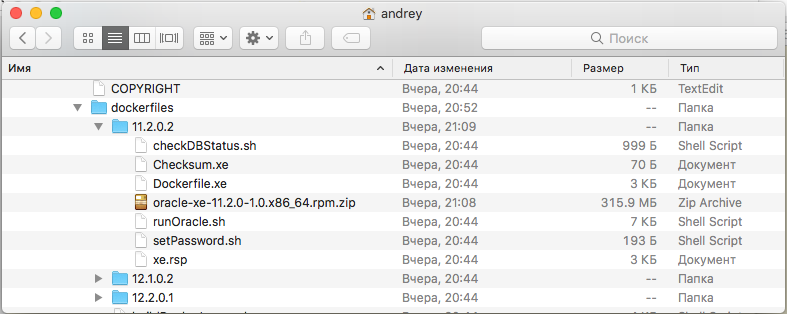 andrey
Поиск
Имя Дата изменения Размер Тип
COPYRIGHT Вчера, 20:44 1 КБ TextEdit
dockerfiles Вчера, 20:52 -- Папка
11.2.0.2 Вчера, 21:09 -- Папка
checkDBStatus.sh Вчера, 20:44 999 Б Shell Script
Checksum.xe Вчера, 20:44 70 Б Документ
Dockerfile.xe Вчера, 20:44 3 КБ Документ
oracle-xe-11.2.0-1.0.x86_64.rpm.zip Вчера, 21:08 315.9 МБ Zip Archive
runOracle.sh Вчера, 20:44 7 КБ Shell Script
setPassword.sh Вчера, 20:44 193 Б Shell Script
xe.rsp Вчера, 20:44 3 КБ Документ
12.1.0.2 Вчера, 20:44 -- Папка
12.2.0.1 Вчера, 20:44 -- Папка